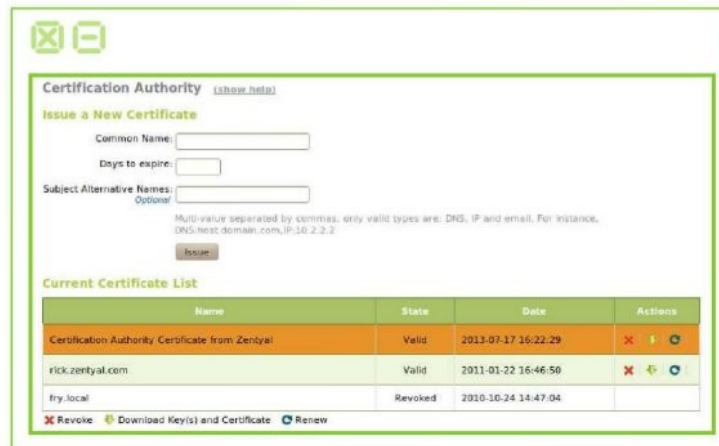 Certification Authority (show help)
Issue a New Certificate
Common Name:
Days to expire:
Subject Alternative Names:
Optional
Multi-value separated by commas, only valid types are: DNS, IP and email. For instance,
DNS:host.domain.com,IP:10.2.2.2
Issue
Current Certificate List
Name State Date Actions
Certification Authority Certificate from Zentyal Valid 2013-07-17 16:22:29
rick.zentyal.com Valid 2011-01-22 16:46:50
fry.local Revoked 2010-10-24 14:47:04
Revoke Download Key(s) and Certificate Renew